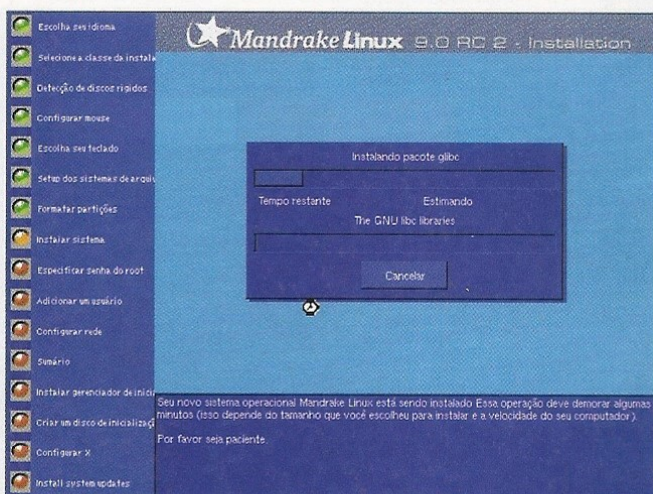 Mandrake Linux 9.0 RC 2 - Installation
Escolha seu idioma
Selecione a classe da instala
Detecção de discos rígidos
Configurar mouse
Escolha seu teclado
Setup dos sistemas de arquiv
Formatar partições
Instalar sistema
Especificar senha do root
Adicionar um usuário
Configurar rede
Sumário
Instalar gerenciador de inici
Criar um disco de inicializaçã
Configurar X
Install system updates
Instalando pacote glibc
Tempo restante Estimando
The GNU libc libraries
Cancelar
Seu novo sistema operacional Mandrake Linux está sendo instalado Essa operação deve demorar algumas
minutos (isso depende do tamanho que você escolheu para instalar e a velocidade do seu computador).
Por favor seja paciente.